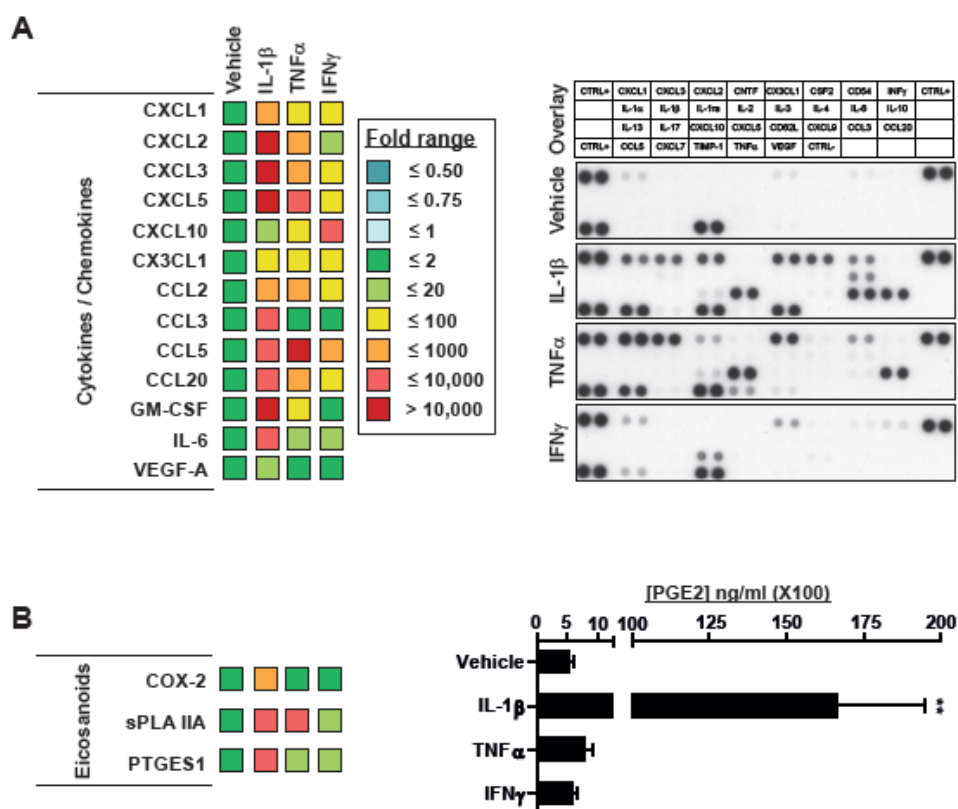 A
Vehicle
IL-1β
TNFα
IFNγ
Cytokines / Chemokines
CXCL1
CXCL2
CXCL3
CXCL5
CXCL10
CX3CL1
CCL2
CCL3
CCL5
CCL20
GM-CSF
IL-6
VEGF-A
Fold range
≤ 0.50
≤ 0.75
≤ 1
≤ 2
≤ 20
≤ 100
≤ 1000
≤ 10,000
> 10,000
Overlay
CTRL+ CXCL1 CXCL3 CXCL2 CNTF CX3CL1 CSF2 CD54 INFγ CTRL+
IL-1α IL-1β IL-1ra IL-2 IL-3 IL-4 IL-6 IL-10
IL-13 IL-17 CXCL10 CXCL5 CD62L CXCL9 CCL3 CCL20
CTRL+ CCL5 CXCL7 TIMP-1 TNFα VEGF CTRL-
Vehicle
IL-1β
TNFα
IFNγ
B
Eicosanoids
COX-2
sPLA IIA
PTGES1
[PGE2] ng/ml (X100)
0 5 10 100 125 150 175 200
Vehicle
IL-1β
**
TNFα
IFNγ